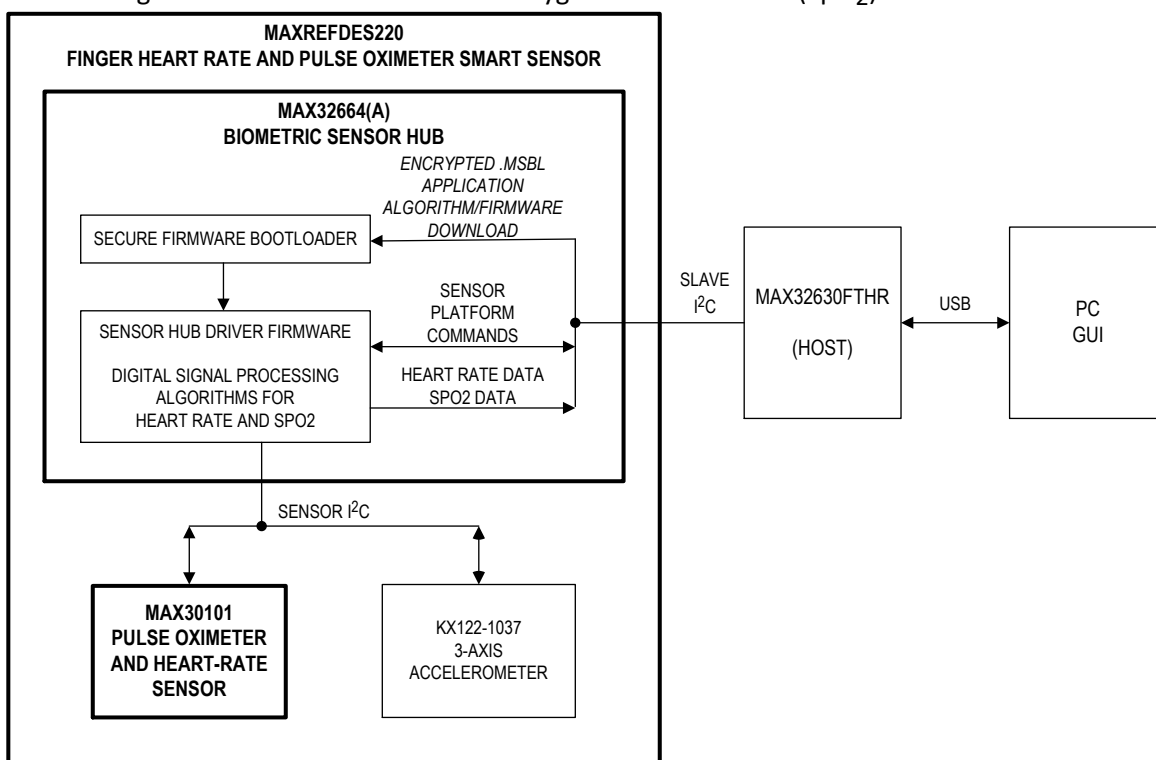 MAXREFDES220
FINGER HEART RATE AND PULSE OXIMETER SMART SENSOR
MAX32664(A)
BIOMETRIC SENSOR HUB
ENCRYPTED .MSBL
APPLICATION
ALGORITHM/FIRMWARE
DOWNLOAD
SECURE FIRMWARE BOOTLOADER
SENSOR HUB DRIVER FIRMWARE
DIGITAL SIGNAL PROCESSING
ALGORITHMS FOR
HEART RATE AND SPO2
SENSOR
PLATFORM
COMMANDS
HEART RATE DATA
SPO2 DATA
SLAVE
I²C
MAX32630FTHR
(HOST)
USB
PC
GUI
SENSOR I²C
MAX30101
PULSE OXIMETER
AND HEART-RATE
SENSOR
KX122-1037
3-AXIS
ACCELEROMETER